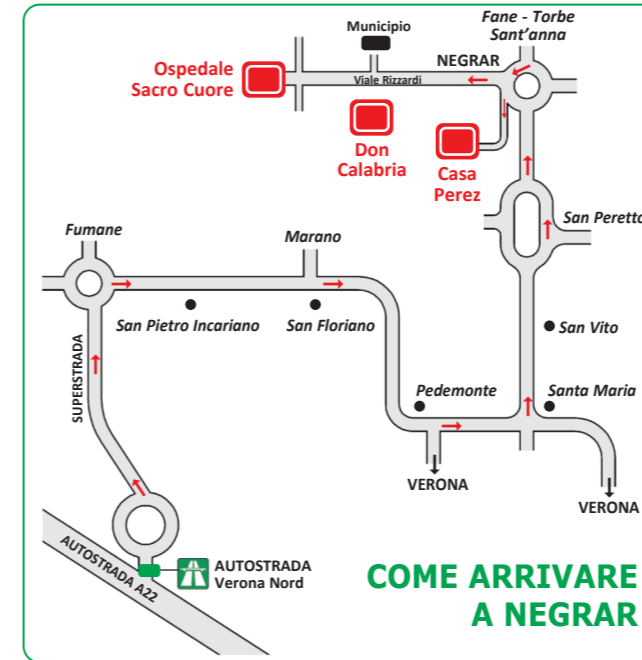 Fane - Torbe
Sant'anna
Municipio
NEGRAR
Ospedale
Sacro Cuore
Viale Rizzardi
Don
Calabria
Casa
Perez
San Peretto
Fumane
Marano
San Pietro Incariano
San Floriano
San Vito
SUPERSTRADA
Pedemonte
Santa Maria
VERONA
VERONA
AUTOSTRADA A22
AUTOSTRADA
Verona Nord
COME ARRIVARE
A NEGRAR